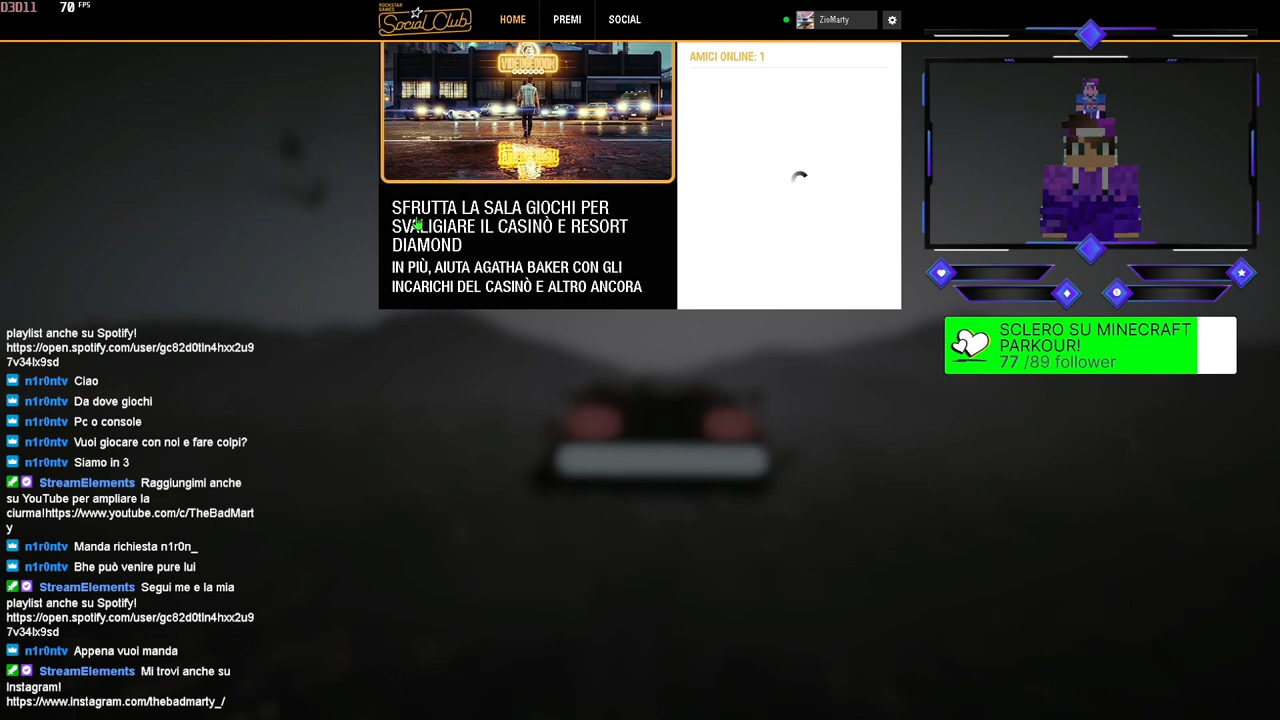 D3D11 70 FPS
ROCKSTAR GAMES
Social Club
HOME PREMI SOCIAL
ZioMarty
AMICI ONLINE: 1
VIDEOGEDDON
SFRUTTA LA SALA GIOCHI PER
SVALIGIARE IL CASINÒ E RESORT
DIAMOND
IN PIÙ, AIUTA AGATHA BAKER CON GLI
INCARICHI DEL CASINÒ E ALTRO ANCORA
SCLERO SU MINECRAFT
PARKOUR!
77 /89 follower
playlist anche su Spotify!
https://open.spotify.com/user/gc82d0tln4hxx2u9
7v34lx9sd
n1r0ntv Ciao
n1r0ntv Da dove giochi
n1r0ntv Pc o console
n1r0ntv Vuoi giocare con noi e fare colpi?
n1r0ntv Siamo in 3
StreamElements Raggiungimi anche
su YouTube per ampliare la
ciurma!https://www.youtube.com/c/TheBadMart
y
n1r0ntv Manda richiesta n1r0n_
n1r0ntv Bhe può venire pure lui
StreamElements Segui me e la mia
playlist anche su Spotify!
https://open.spotify.com/user/gc82d0tln4hxx2u9
7v34lx9sd
n1r0ntv Appena vuoi manda
StreamElements Mi trovi anche su
Instagram!
https://www.instagram.com/thebadmarty_/